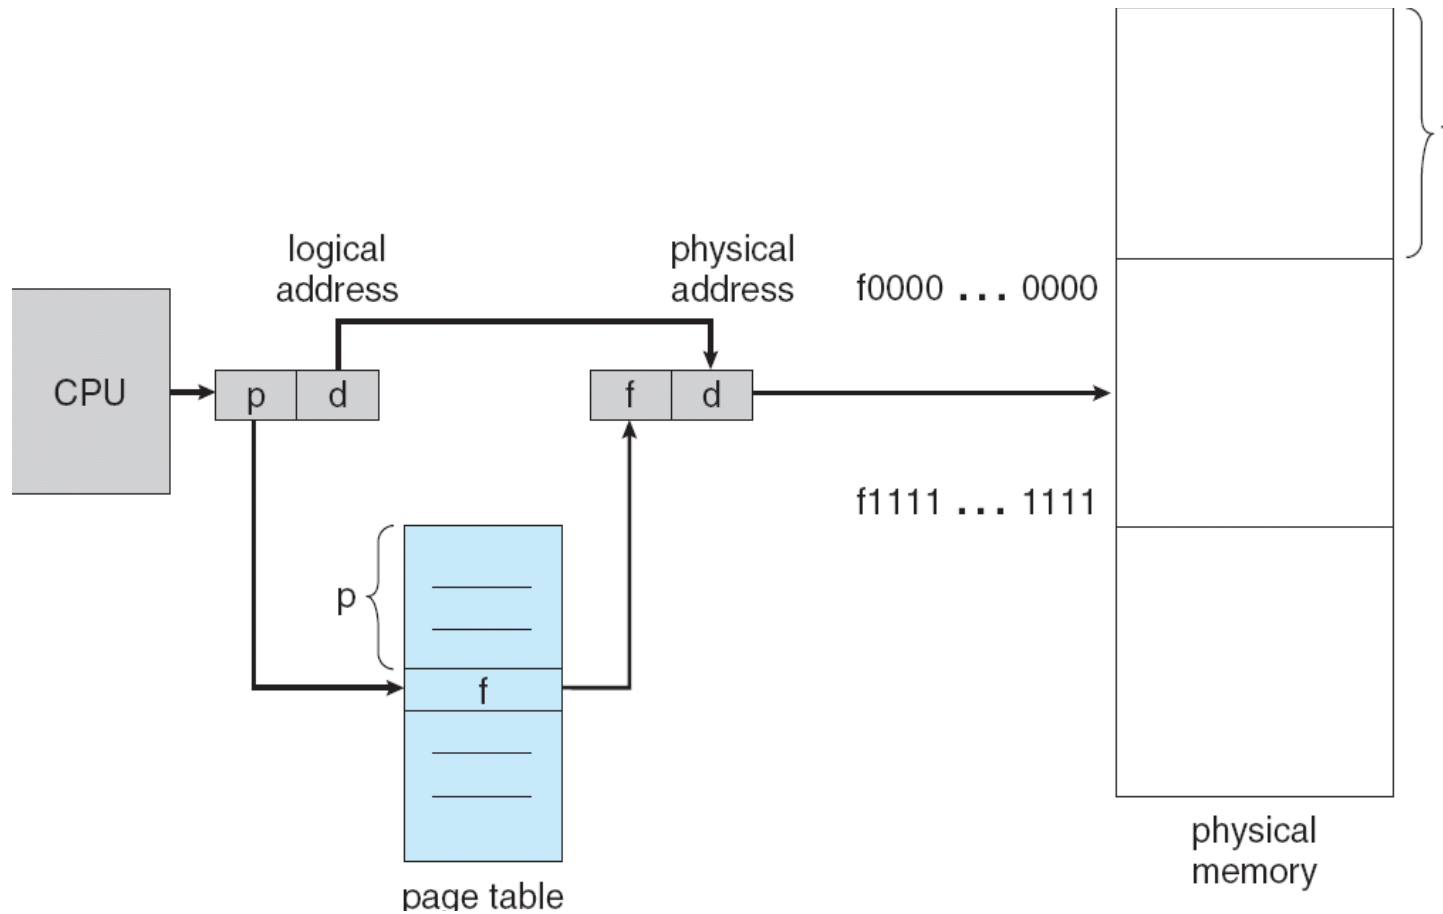 logical
address
physical
address
f0000 ... 0000
CPU
p
d
f
d
f1111 ... 1111
p
f
physical
memory
page table